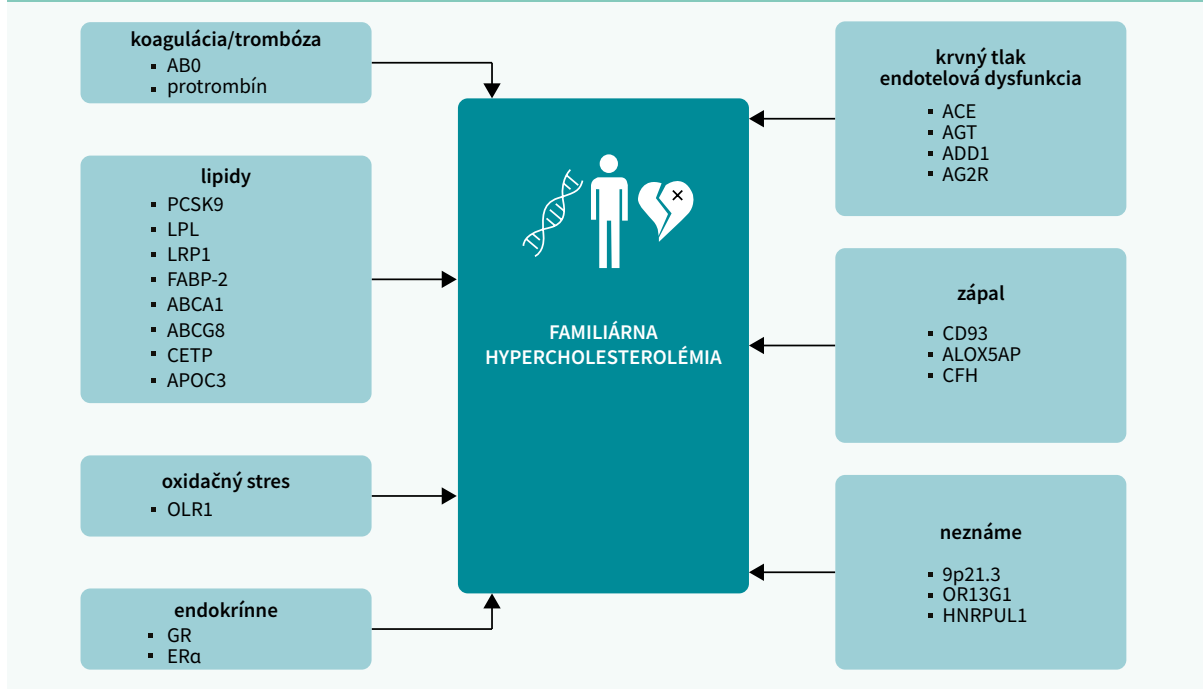 koagulácia/trombóza
▪ AB0
▪ protrombín
lipidy
▪ PCSK9
▪ LPL
▪ LRP1
▪ FABP-2
▪ ABCA1
▪ ABCG8
▪ CETP
▪ APOC3
oxidačný stres
▪ OLR1
endokrínne
▪ GR
▪ ERα
FAMILIÁRNA
HYPERCHOLESTEROLÉMIA
krvný tlak
endotelová dysfunkcia
▪ ACE
▪ AGT
▪ ADD1
▪ AG2R
zápal
▪ CD93
▪ ALOX5AP
▪ CFH
neznáme
▪ 9p21.3
▪ OR13G1
▪ HNRPUL1